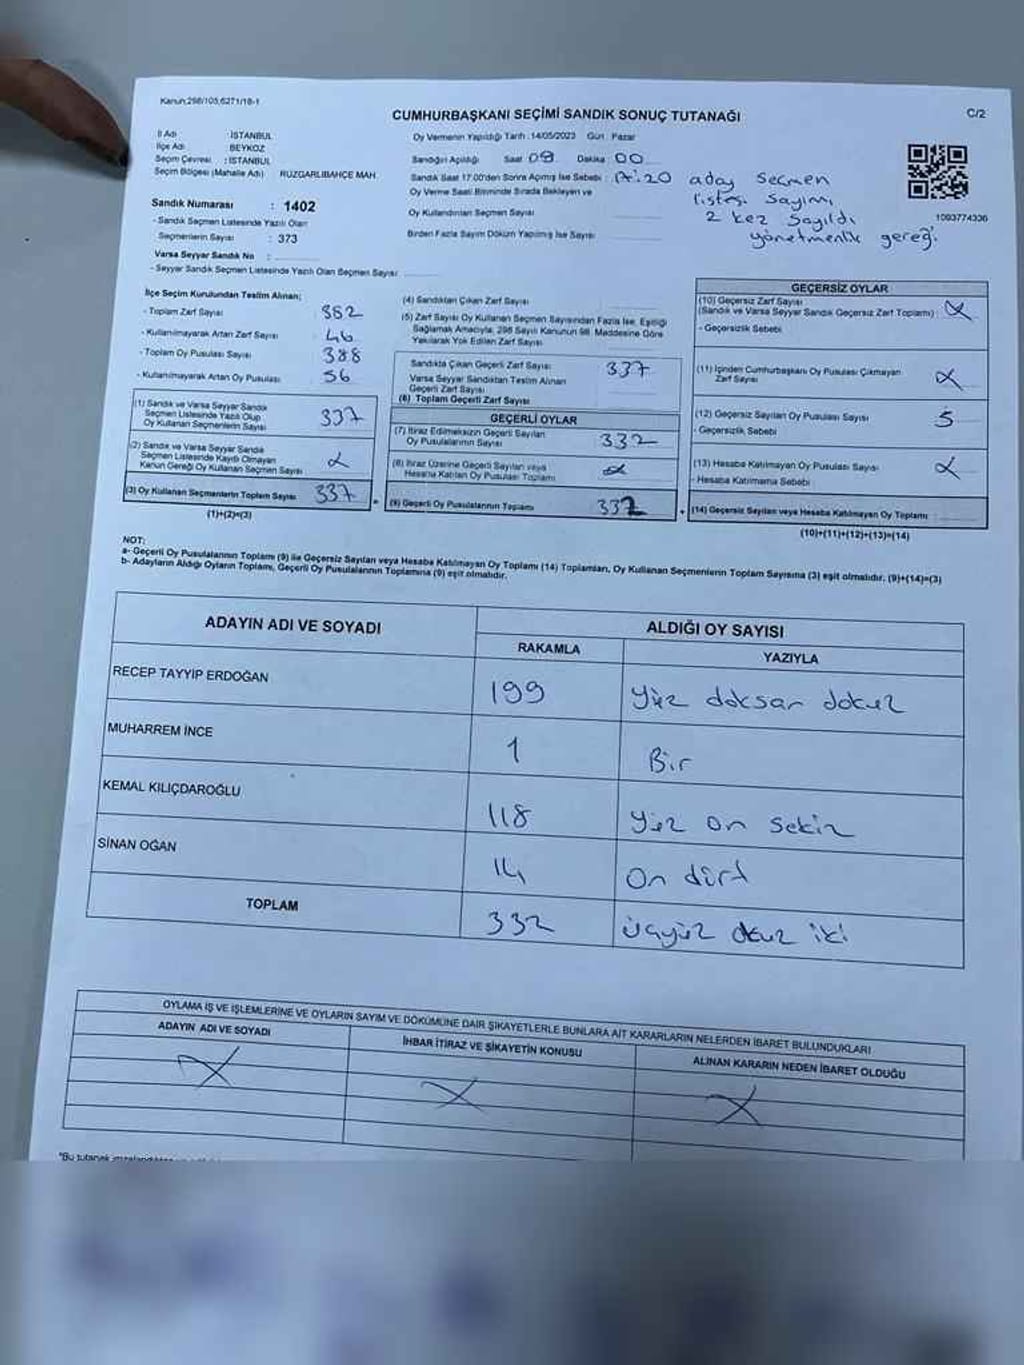 Kanun;298/105,6271/18-1
CUMHURBAŞKANI SEÇİMİ SANDIK SONUÇ TUTANAĞI
C/2
İl Adı : İSTANBUL
İlçe Adı : BEYKOZ
Seçim Çevresi : İSTANBUL
Seçim Bölgesi (Mahalle Adı) RÜZGARLIBAHÇE MAH.
Sandık Numarası : 1402
- Sandık Seçmen Listesinde Yazılı Olan
Seçmenlerin Sayısı : 373
Varsa Seyyar Sandık No :
- Seyyar Sandık Seçmen Listesinde Yazılı Olan Seçmen Sayısı
Oy Vermenin Yapıldığı Tarih : 14/05/2023 Gün : Pazar
Sandığın Açıldığı Saat 09 Dakika 00
Sandık Saat 17:00'den Sonra Açılmış İse Sebebi : 17:20 aday seçmen
listesi sayımı
2 kez sayıldı
yönetmelik gereği.
Oy Verme Saati Bitiminde Sırada Bekleyen ve
Oy Kullandırılan Seçmen Sayısı
Birden Fazla Sayım Döküm Yapılmış İse Sayısı
1093774336
İlçe Seçim Kurulundan Teslim Alınan;
- Toplam Zarf Sayısı 382
- Kullanılmayarak Artan Zarf Sayısı 46
- Toplam Oy Pusulası Sayısı 388
- Kullanılmayarak Artan Oy Pusulası 56
(1) Sandık ve Varsa Seyyar Sandık
Seçmen Listesinde Yazılı Olup
Oy Kullanan Seçmenlerin Sayısı 337
(2) Sandık ve Varsa Seyyar Sandık
Seçmen Listesinde Kayıtlı Olmayan
Kanun Gereği Oy Kullanan Seçmen Sayısı
(3) Oy Kullanan Seçmenlerin Toplam Sayısı 337
(1)+(2)=(3)
(4) Sandıktan Çıkan Zarf Sayısı
(5) Zarf Sayısı Oy Kullanan Seçmen Sayısından Fazla İse, Eşitliği
Sağlamak Amacıyla, 298 Sayılı Kanunun 98. Maddesine Göre
Yakılarak Yok Edilen Zarf Sayısı
Sandıkta Çıkan Geçerli Zarf Sayısı 337
Varsa Seyyar Sandıktan Teslim Alınan
Geçerli Zarf Sayısı
(6) Toplam Geçerli Zarf Sayısı
GEÇERLİ OYLAR
(7) İtiraz Edilmeksizin Geçerli Sayılan
Oy Pusulalarının Sayısı 332
(8) İtiraz Üzerine Geçerli Sayılan veya
Hesaba Katılan Oy Pusulası Toplamı
(9) Geçerli Oy Pusulalarının Toplamı 332
GEÇERSİZ OYLAR
(10) Geçersiz Zarf Sayısı
(Sandık ve Varsa Seyyar Sandık Geçersiz Zarf Toplamı) :
- Geçersizlik Sebebi
(11) İçinden Cumhurbaşkanı Oy Pusulası Çıkmayan
Zarf Sayısı
(12) Geçersiz Sayılan Oy Pusulası Sayısı 5
- Geçersizlik Sebebi
(13) Hesaba Katılmayan Oy Pusulası Sayısı
- Hesaba Katılmama Sebebi
(14) Geçersiz Sayılan veya Hesaba Katılmayan Oy Toplamı
(10)+(11)+(12)+(13)=(14)
NOT:
a- Geçerli Oy Pusulalarının Toplamı (9) ile Geçersiz Sayılan veya Hesaba Katılmayan Oy Toplamı (14) Toplamları, Oy Kullanan Seçmenlerin Toplam Sayısına (3) eşit olmalıdır. (9)+(14)=(3)
b- Adayların Aldığı Oyların Toplamı, Geçerli Oy Pusulalarının Toplamına (9) eşit olmalıdır.
ADAYIN ADI VE SOYADI
ALDIĞI OY SAYISI
RAKAMLA YAZIYLA
RECEP TAYYİP ERDOĞAN 199 Yüz doksan dokuz
MUHARREM İNCE 1 Bir
KEMAL KILIÇDAROĞLU 118 Yüz on sekiz
SİNAN OĞAN 14 On dört
TOPLAM 332 üçyüz otuz iki
OYLAMA İŞ VE İŞLEMLERİNE VE OYLARIN SAYIM VE DÖKÜMÜNE DAİR ŞİKAYETLERLE BUNLARA AİT KARARLARIN NELERDEN İBARET BULUNDUKLARI
ADAYIN ADI VE SOYADI
İHBAR İTİRAZ VE ŞİKAYETİN KONUSU
ALINAN KARARIN NEDEN İBARET OLDUĞU
*Bu tutanak